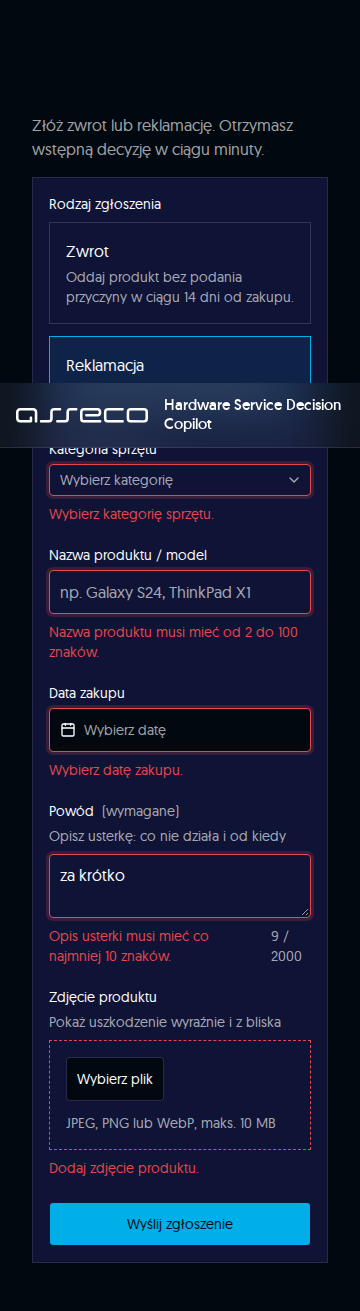 Złóż zwrot lub reklamację. Otrzymasz
wstępną decyzję w ciągu minuty.
Rodzaj zgłoszenia
Zwrot
Oddaj produkt bez podania
przyczyny w ciągu 14 dni od zakupu.
Reklamacja
asseco
Hardware Service Decision
Copilot
Kategoria sprzętu
Wybierz kategorię
Wybierz kategorię sprzętu.
Nazwa produktu / model
np. Galaxy S24, ThinkPad X1
Nazwa produktu musi mieć od 2 do 100
znaków.
Data zakupu
Wybierz datę
Wybierz datę zakupu.
Powód (wymagane)
Opisz usterkę: co nie działa i od kiedy
za krótko
Opis usterki musi mieć co
najmniej 10 znaków.
9 /
2000
Zdjęcie produktu
Pokaż uszkodzenie wyraźnie i z bliska
Wybierz plik
JPEG, PNG lub WebP, maks. 10 MB
Dodaj zdjęcie produktu.
Wyślij zgłoszenie